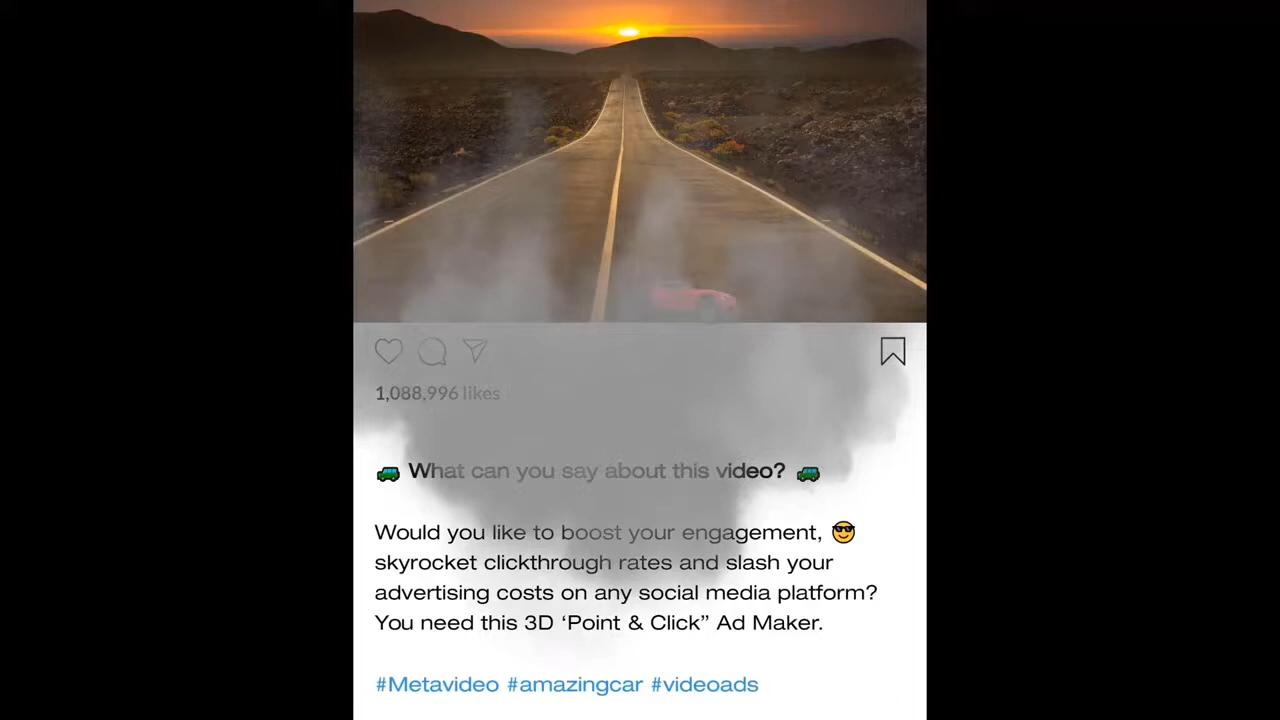 1,088,996 likes
🚙 What can you say about this video? 🚙
Would you like to boost your engagement, 😎
skyrocket clickthrough rates and slash your
advertising costs on any social media platform?
You need this 3D ‘Point & Click” Ad Maker.
#Metavideo #amazingcar #videoads